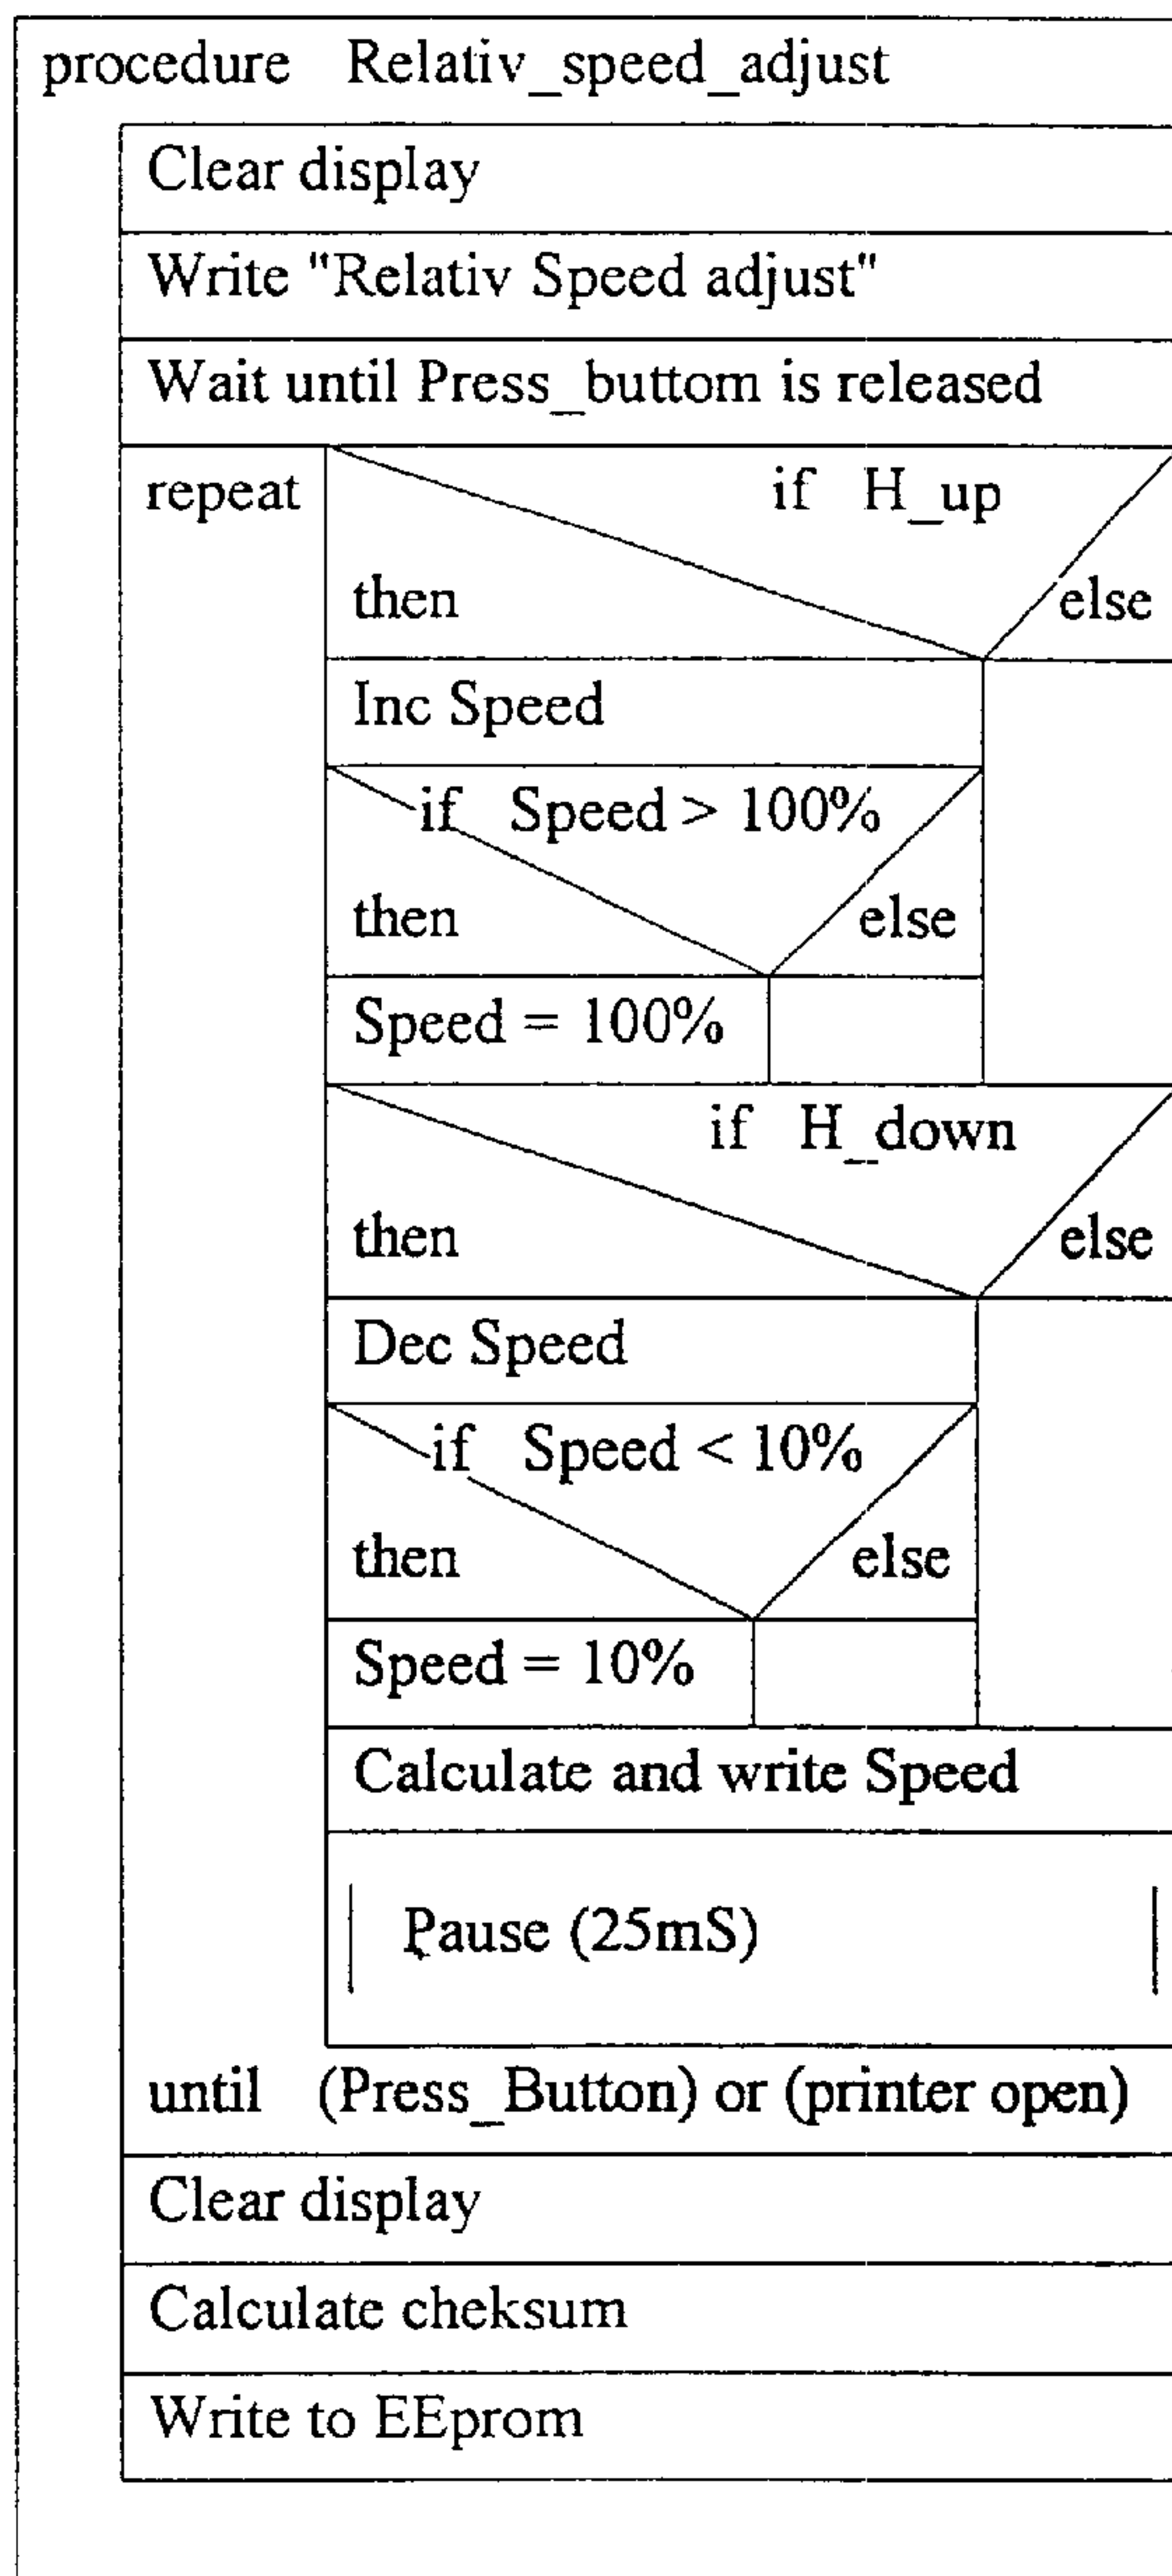 procedure Relativ_speed_adjust
Clear display
Write "Relativ Speed adjust"
Wait until Press_buttom is released
repeat if H_up
then else
Inc Speed
if Speed > 100%
then else
Speed = 100%
if H_down
then else
Dec Speed
if Speed < 10%
then else
Speed = 10%
Calculate and write Speed
Pause (25mS)
until (Press_Button) or (printer open)
Clear display
Calculate cheksum
Write to EEprom